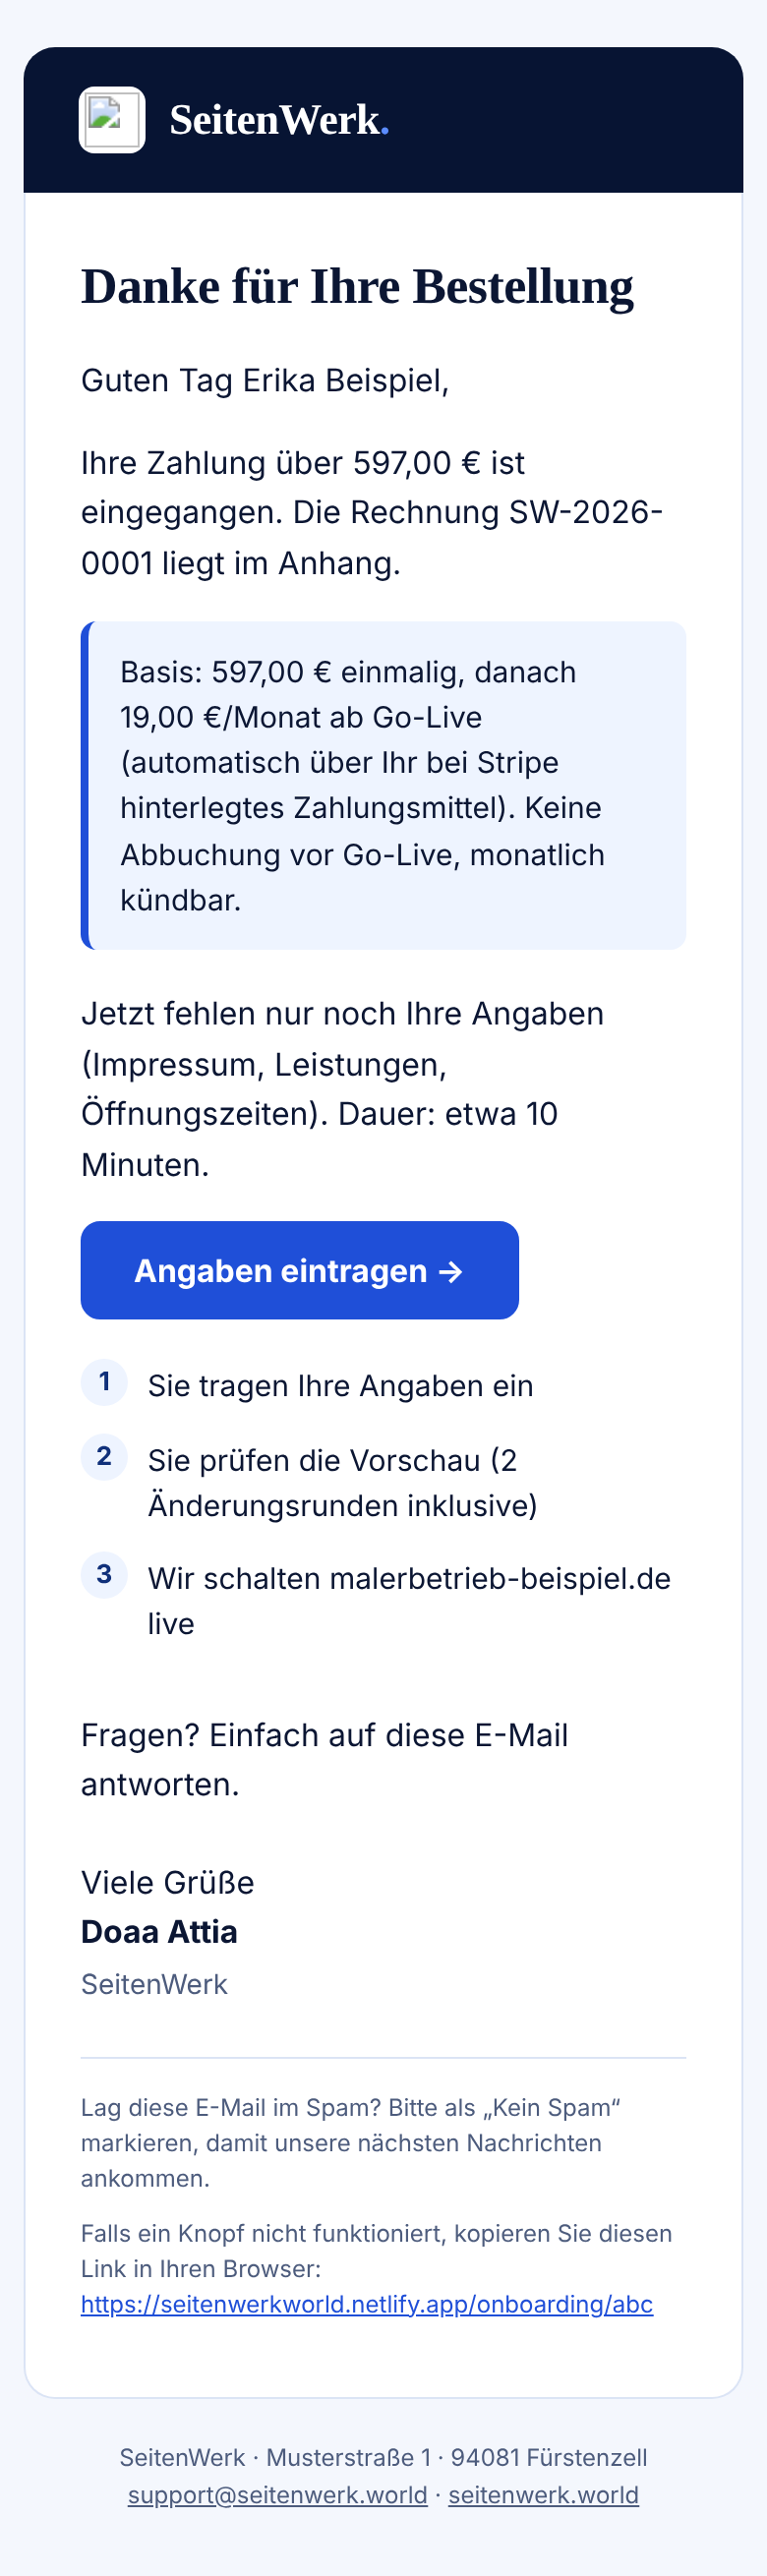 SeitenWerk.
Danke für Ihre Bestellung
Guten Tag Erika Beispiel,
Ihre Zahlung über 597,00 € ist
eingegangen. Die Rechnung SW-2026-
0001 liegt im Anhang.
Basis: 597,00 € einmalig, danach
19,00 €/Monat ab Go-Live
(automatisch über Ihr bei Stripe
hinterlegtes Zahlungsmittel). Keine
Abbuchung vor Go-Live, monatlich
kündbar.
Jetzt fehlen nur noch Ihre Angaben
(Impressum, Leistungen,
Öffnungszeiten). Dauer: etwa 10
Minuten.
Angaben eintragen →
1 Sie tragen Ihre Angaben ein
2 Sie prüfen die Vorschau (2
Änderungsrunden inklusive)
3 Wir schalten malerbetrieb-beispiel.de
live
Fragen? Einfach auf diese E-Mail
antworten.
Viele Grüße
Doaa Attia
SeitenWerk
Lag diese E-Mail im Spam? Bitte als „Kein Spam“
markieren, damit unsere nächsten Nachrichten
ankommen.
Falls ein Knopf nicht funktioniert, kopieren Sie diesen
Link in Ihren Browser:
https://seitenwerkworld.netlify.app/onboarding/abc
SeitenWerk · Musterstraße 1 · 94081 Fürstenzell
support@seitenwerk.world · seitenwerk.world